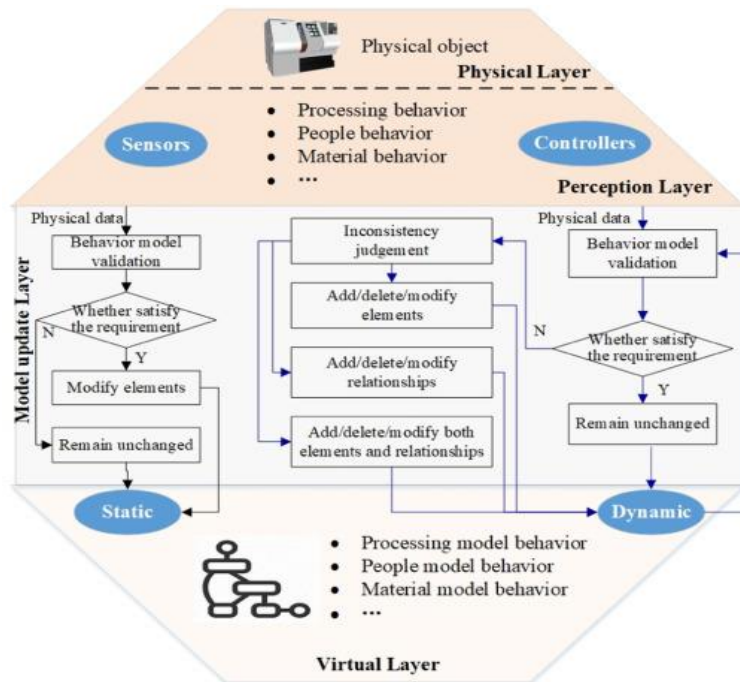 Physical object
Physical Layer
Sensors
• Processing behavior
• People behavior
• Material behavior
• ...
Controllers
Perception Layer
Model update Layer
Physical data
Behavior model
validation
Whether satisfy
the requirement
N
Y
Modify elements
Remain unchanged
Static
Inconsistency
judgement
Add/delete/modify
elements
Add/delete/modify
relationships
Add/delete/modify both
elements and relationships
Physical data
Behavior model
validation
N
Whether satisfy
the requirement
Y
Remain unchanged
Dynamic
• Processing model behavior
• People model behavior
• Material model behavior
• ...
Virtual Layer